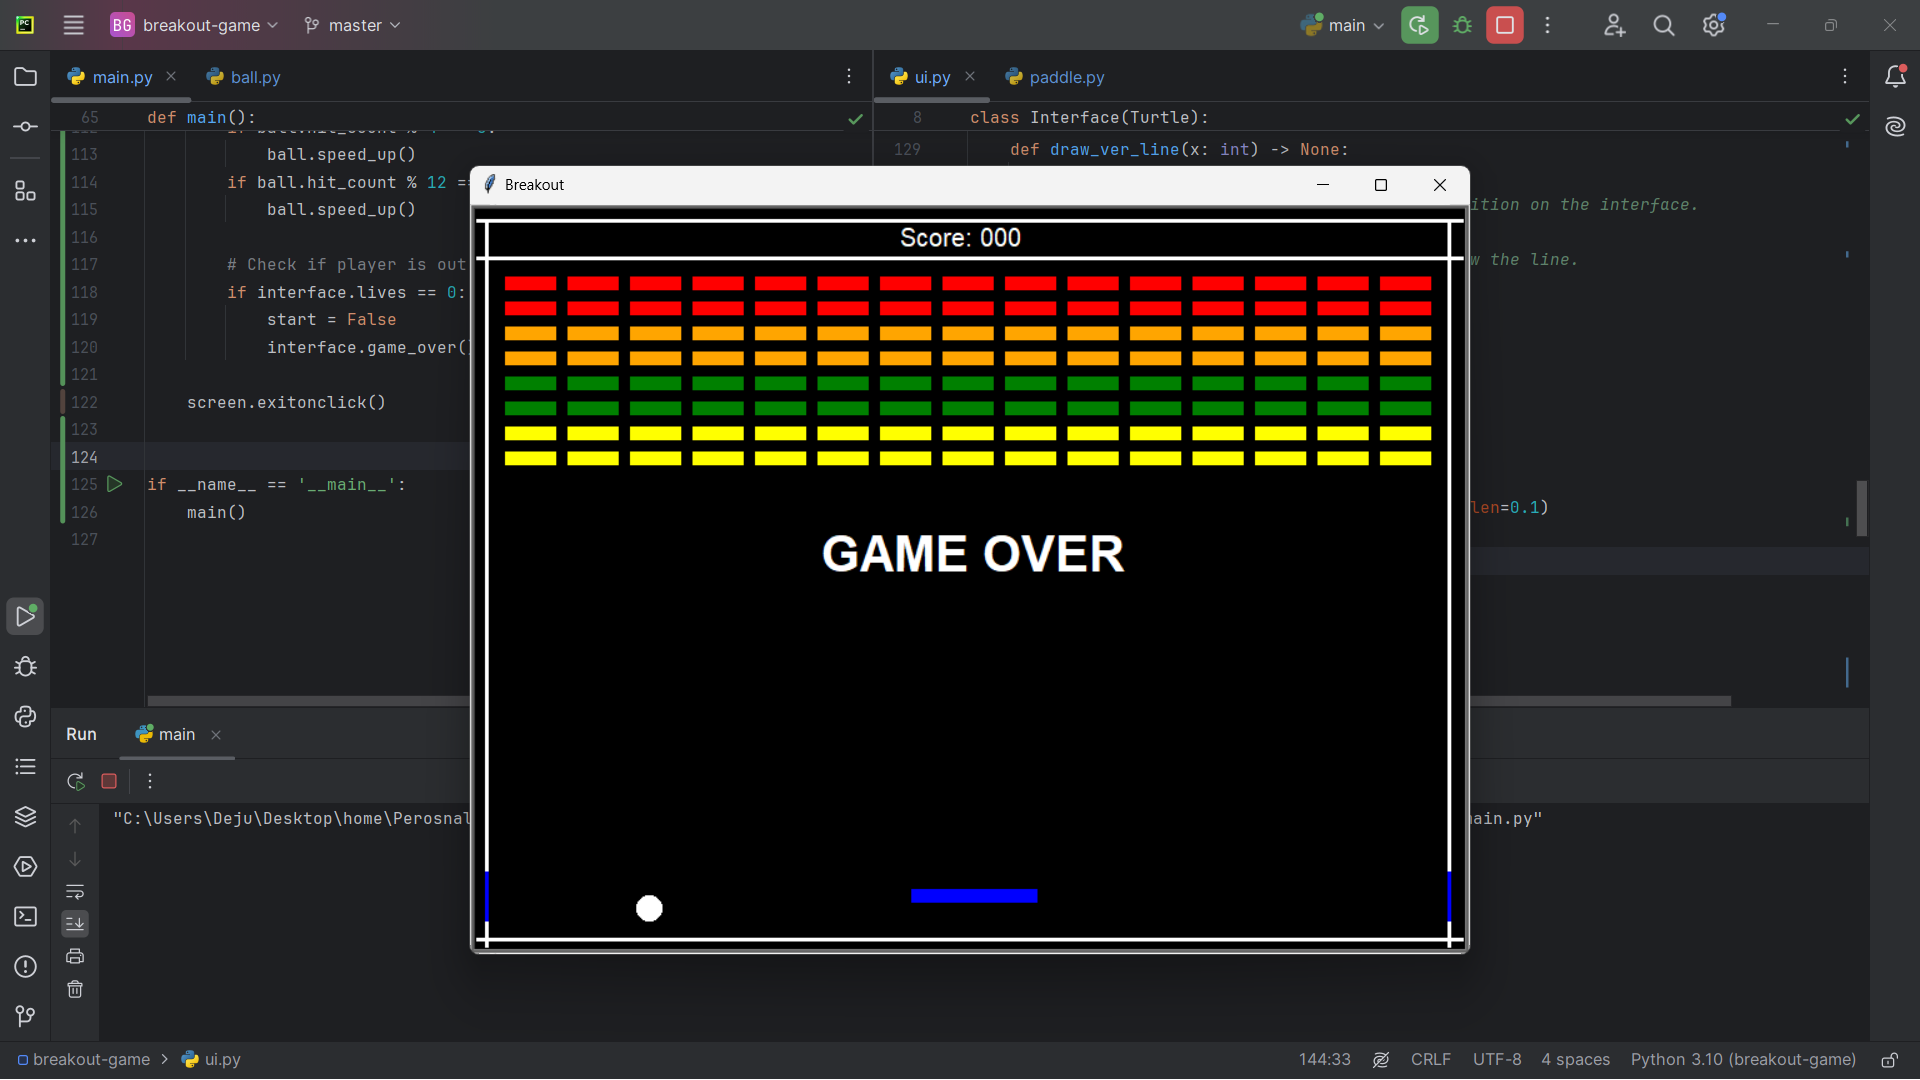 BG breakout-game master main
main.py ball.py ui.py paddle.py
65 def main():
113 ball.speed_up()
114 if ball.hit_count % 12 ==
115 ball.speed_up()
116
117 # Check if player is out
118 if interface.lives == 0:
119 start = False
120 interface.game_over()
121
122 screen.exitonclick()
123
124
125 if __name__ == '__main__':
126 main()
127
8 class Interface(Turtle):
129 def draw_ver_line(x: int) -> None:
ition on the interface.
w the line.
len=0.1)
Breakout
Score: 000
GAME OVER
Run main
"C:\Users\Deju\Desktop\home\Perosnal
main.py"
breakout-game > ui.py 144:33 CRLF UTF-8 4 spaces Python 3.10 (breakout-game)